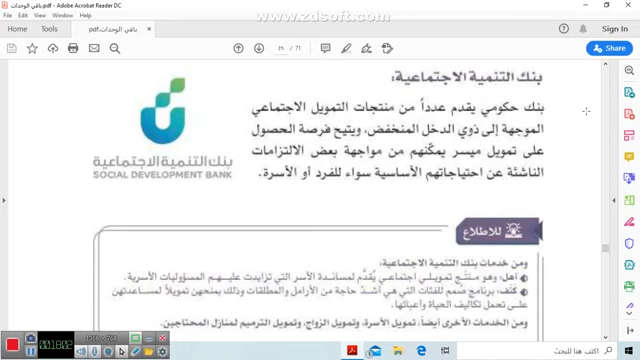 www.zdsoft.com
باقي الوحدات.pdf - Adobe Acrobat Reader DC
File Edit View Window Help
Home Tools باقي الوحدات.pdf × Sign In
١٩ / 71 Share
بنك التنمية الاجتماعية:
بنك حكومي يقدم عدداً من منتجات التمويل الاجتماعي
الموجهة إلى ذوي الدخل المنخفض، ويتيح فرصة الحصول
على تمويل ميسر يمكّنهم من مواجهة بعض الالتزامات
الناشئة عن احتياجاتهم الأساسية سواء للفرد أو الأسرة.
بنك التنمية الاجتماعية
SOCIAL DEVELOPMENT BANK
للاطلاع
ومن خدمات بنك التنمية الاجتماعية:
أهل: وهو منتج تمويلي اجتماعي يُقدَّم لمساندة الأسر التي تزايدت عليهم المسؤوليات الأسرية.
كنف: برنامج صُمم للفئات التي هي أشدّ حاجة من الأرامل والمطلقات وذلك بمنحهن تمويلاً لمساعدتهن
على تحمل تكاليف الحياة وأعبائها.
ومن الخدمات الأخرى أيضاً، تمويل الأسرة، وتمويل الزواج، وتمويل الترميم لمنازل المحتاجين.
اكتب هنا للبحث